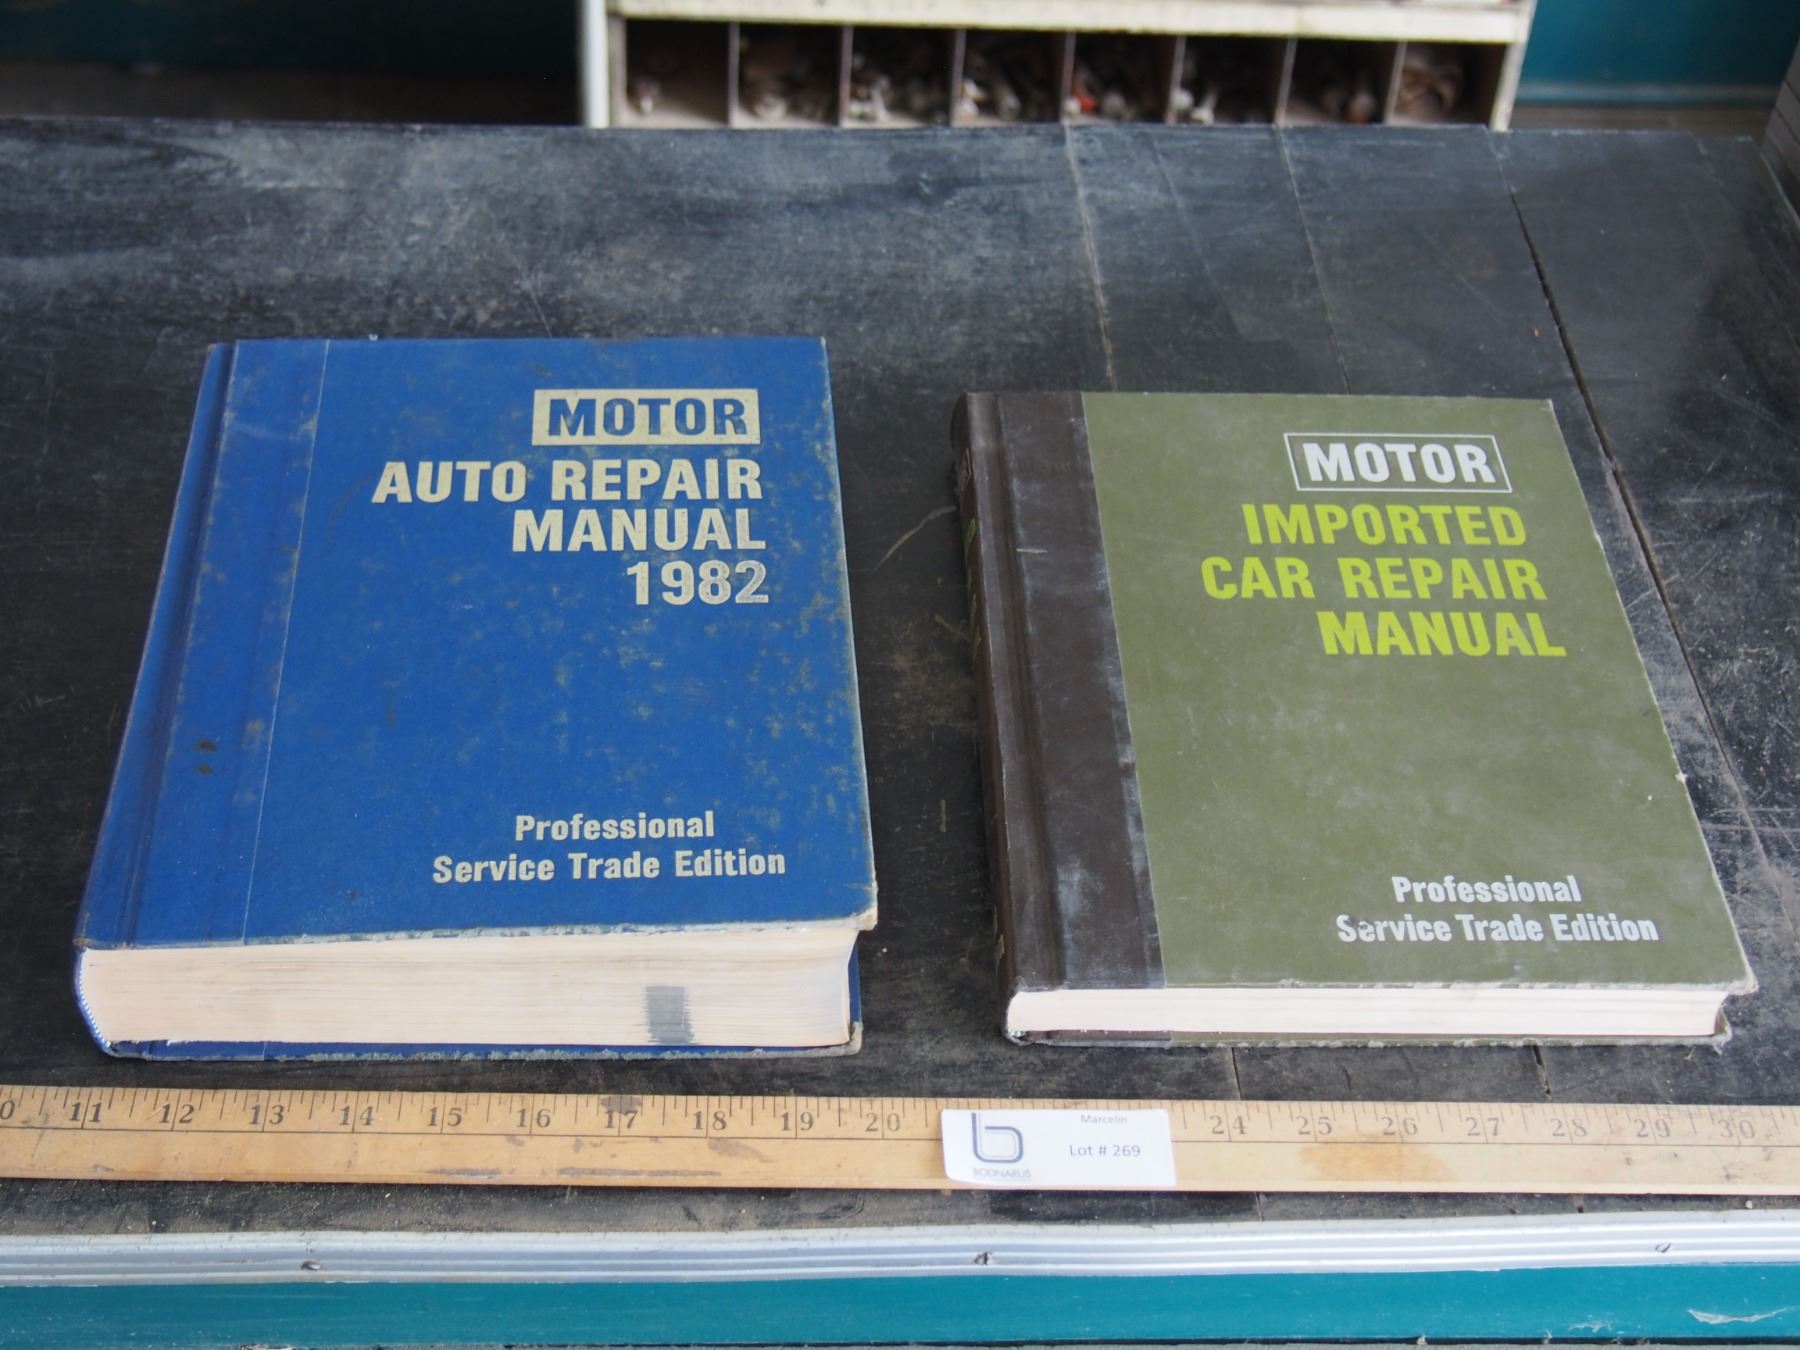 MOTOR
AUTO REPAIR
MANUAL
1982
Professional
Service Trade Edition
MOTOR
IMPORTED
CAR REPAIR
MANUAL
Professional
Service Trade Edition
0 11 12 13 14 15 16 17 18 19 20 24 25 26 27 28 29 30
Marcelin
Lot # 269
b
BODNARUS